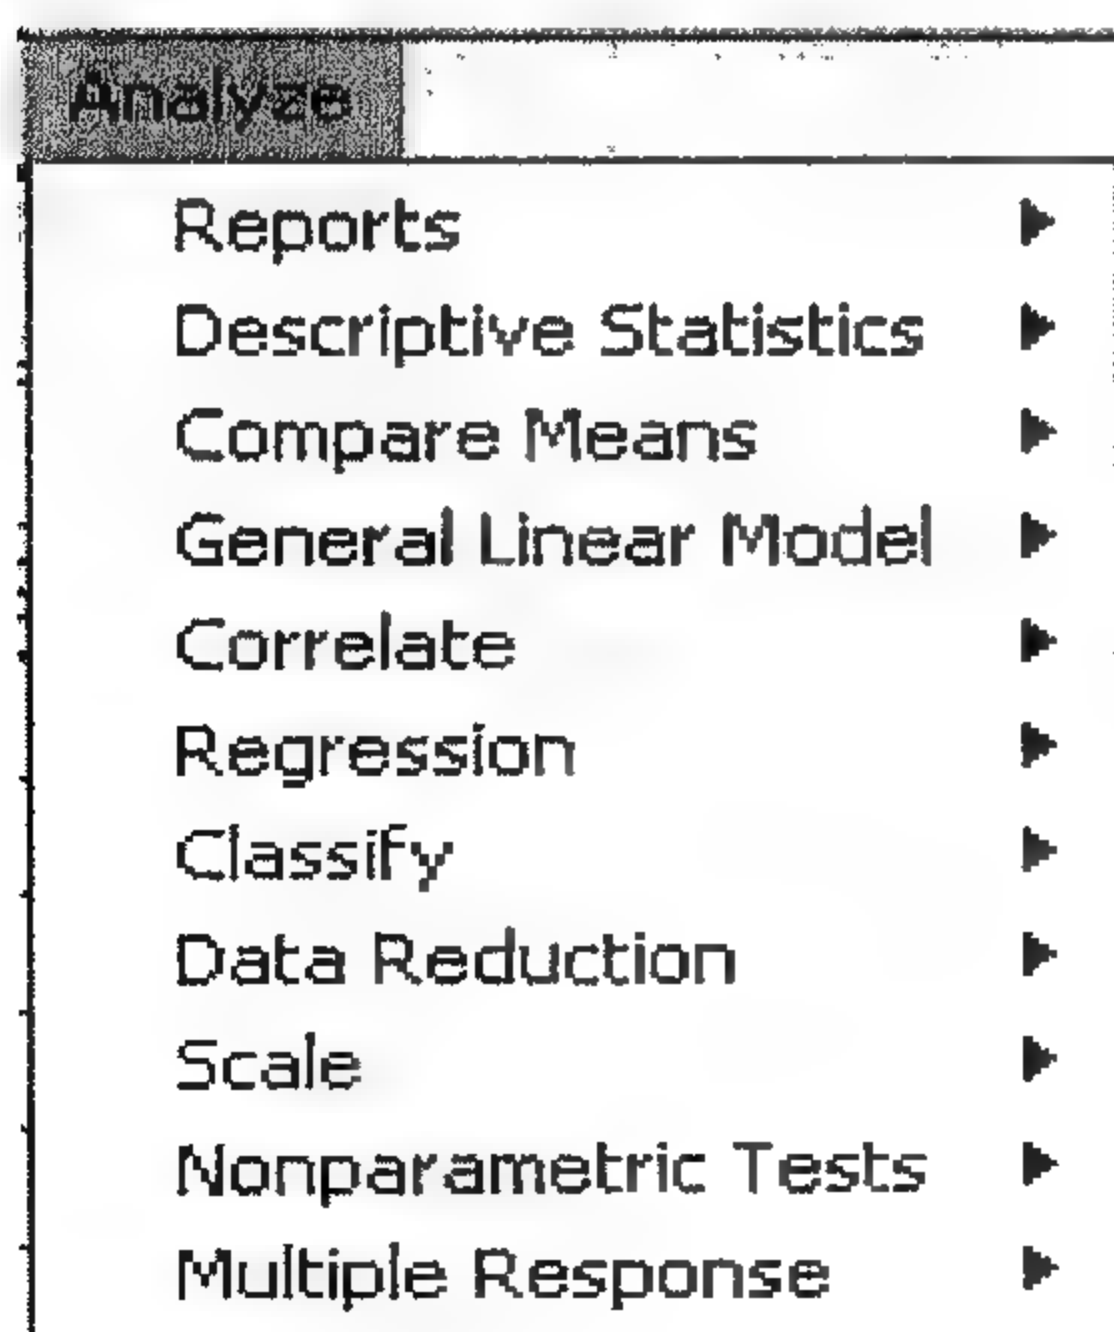 Analyze
Reports
Descriptive Statistics
Compare Means
General Linear Model
Correlate
Regression
Classify
Data Reduction
Scale
Nonparametric Tests
Multiple Response